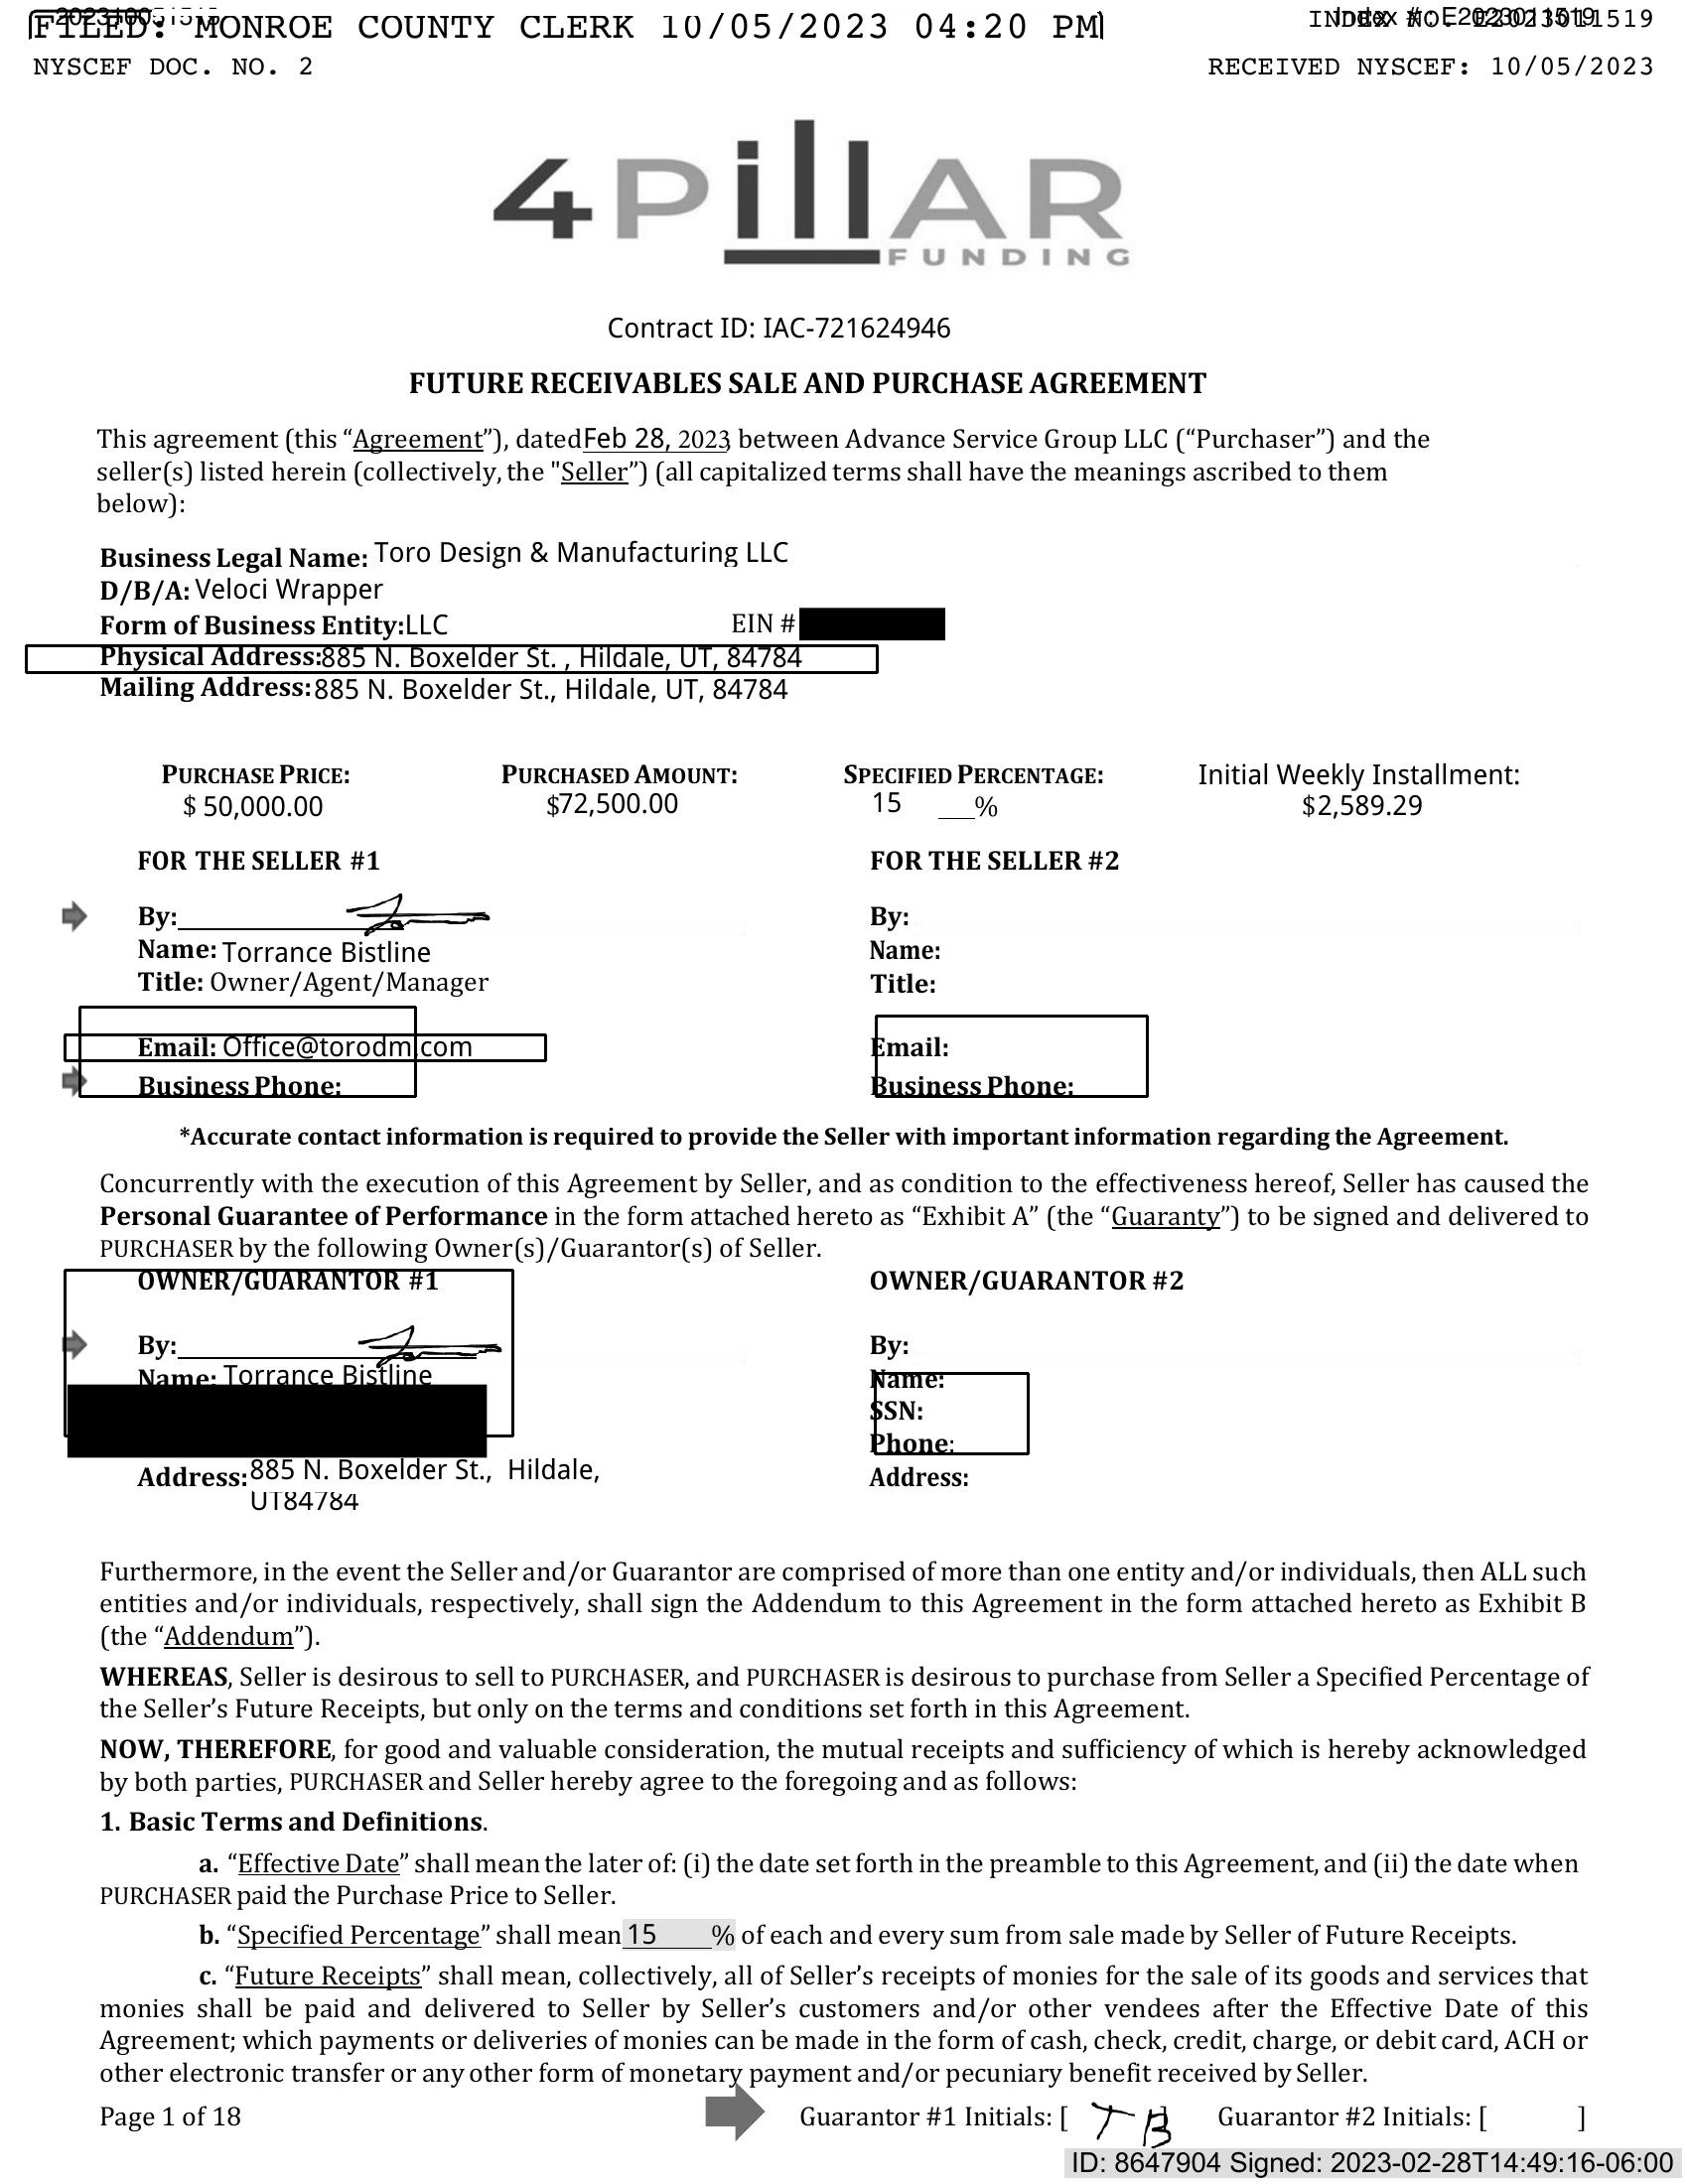 202310051515
FILED: MONROE COUNTY CLERK 10/05/2023 04:20 PM
INDEX NO. E2023011519
Index #: E2023011519
NYSCEF DOC. NO. 2
RECEIVED NYSCEF: 10/05/2023
4PillAR
FUNDING
Contract ID: IAC-721624946
FUTURE RECEIVABLES SALE AND PURCHASE AGREEMENT
This agreement (this “Agreement”), dated Feb 28, 2023 between Advance Service Group LLC (“Purchaser”) and the
seller(s) listed herein (collectively, the "Seller”) (all capitalized terms shall have the meanings ascribed to them
below):
Business Legal Name: Toro Design & Manufacturing LLC
D/B/A: Veloci Wrapper
Form of Business Entity: LLC EIN #
Physical Address: 885 N. Boxelder St. , Hildale, UT, 84784
Mailing Address: 885 N. Boxelder St., Hildale, UT, 84784
PURCHASE PRICE: PURCHASED AMOUNT: SPECIFIED PERCENTAGE: Initial Weekly Installment:
$ 50,000.00 $72,500.00 15 ___% $2,589.29
FOR THE SELLER #1 FOR THE SELLER #2
By: By:
Name: Torrance Bistline Name:
Title: Owner/Agent/Manager Title:
Email: Office@torodm.com Email:
Business Phone: Business Phone:
*Accurate contact information is required to provide the Seller with important information regarding the Agreement.
Concurrently with the execution of this Agreement by Seller, and as condition to the effectiveness hereof, Seller has caused the
Personal Guarantee of Performance in the form attached hereto as “Exhibit A” (the “Guaranty”) to be signed and delivered to
PURCHASER by the following Owner(s)/Guarantor(s) of Seller.
OWNER/GUARANTOR #1 OWNER/GUARANTOR #2
By: By:
Name: Torrance Bistline Name:
SSN:
Phone:
Address: 885 N. Boxelder St., Hildale, Address:
UT84784
Furthermore, in the event the Seller and/or Guarantor are comprised of more than one entity and/or individuals, then ALL such
entities and/or individuals, respectively, shall sign the Addendum to this Agreement in the form attached hereto as Exhibit B
(the “Addendum”).
WHEREAS, Seller is desirous to sell to PURCHASER, and PURCHASER is desirous to purchase from Seller a Specified Percentage of
the Seller’s Future Receipts, but only on the terms and conditions set forth in this Agreement.
NOW, THEREFORE, for good and valuable consideration, the mutual receipts and sufficiency of which is hereby acknowledged
by both parties, PURCHASER and Seller hereby agree to the foregoing and as follows:
1. Basic Terms and Definitions.
a. “Effective Date” shall mean the later of: (i) the date set forth in the preamble to this Agreement, and (ii) the date when
PURCHASER paid the Purchase Price to Seller.
b. “Specified Percentage” shall mean 15 ___% of each and every sum from sale made by Seller of Future Receipts.
c. “Future Receipts” shall mean, collectively, all of Seller’s receipts of monies for the sale of its goods and services that
monies shall be paid and delivered to Seller by Seller’s customers and/or other vendees after the Effective Date of this
Agreement; which payments or deliveries of monies can be made in the form of cash, check, credit, charge, or debit card, ACH or
other electronic transfer or any other form of monetary payment and/or pecuniary benefit received by Seller.
Page 1 of 18 Guarantor #1 Initials: [ TB ] Guarantor #2 Initials: [ ]
ID: 8647904 Signed: 2023-02-28T14:49:16-06:00